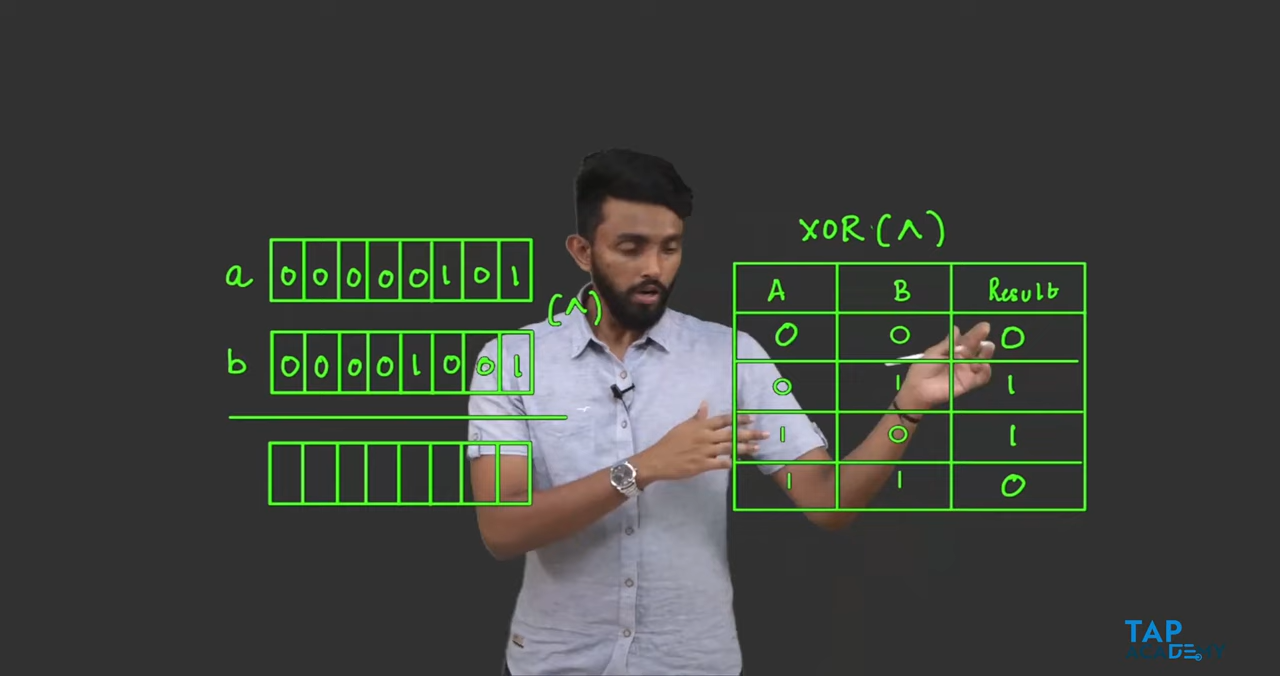 XOR (^)
a 0 0 0 0 0 1 0 1
(^)
b 0 0 0 0 1 0 0 1
A B Result
0 0 0
0 1 1
1 0 1
1 1 0
TAP
ACADEMY